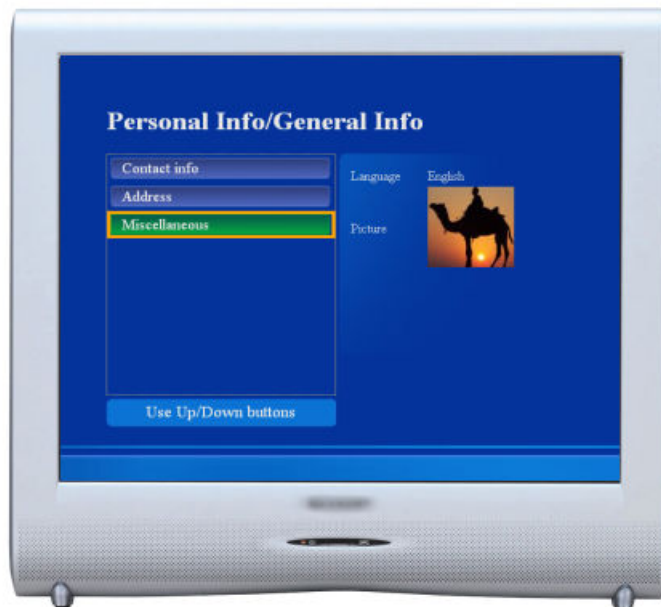 Personal Info/General Info
Contact info
Address
Miscellaneous
Language English
Picture
Use Up/Down buttons